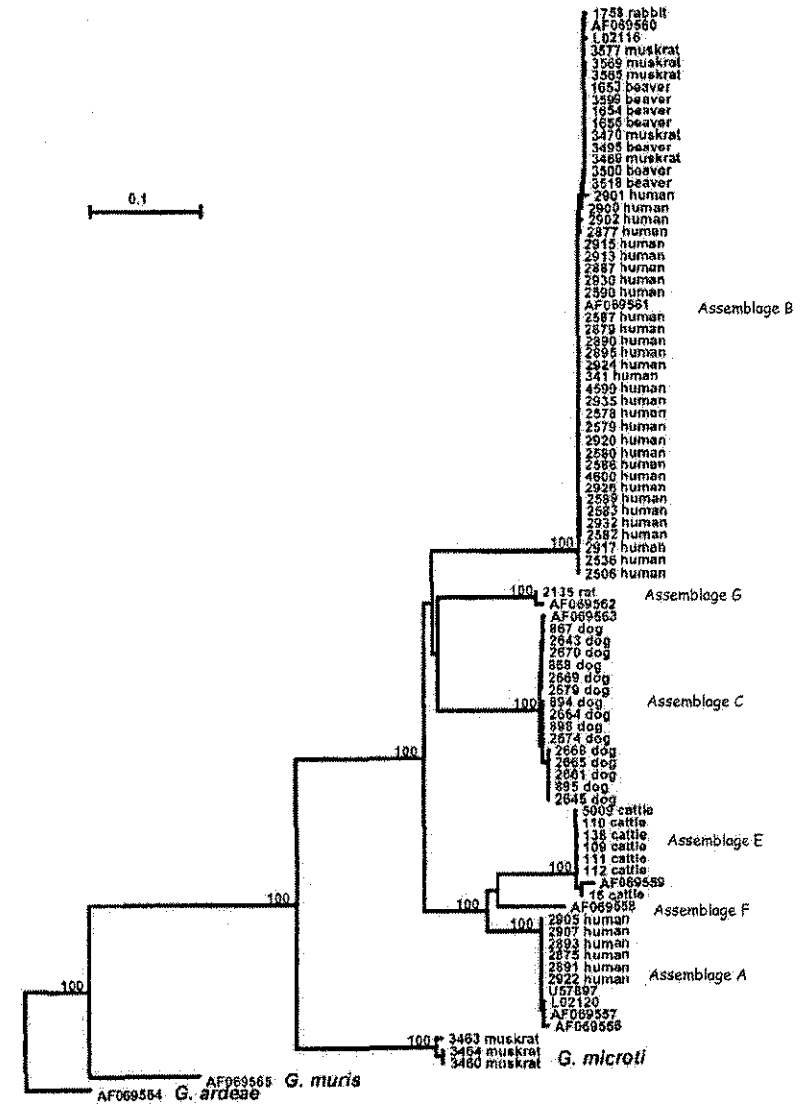 1758 rabbit
AF069560
L02116
3577 muskrat
3569 muskrat
3565 muskrat
1653 beaver
3599 beaver
1654 beaver
1655 beaver
3470 muskrat
3495 beaver
3469 muskrat
3500 beaver
3518 beaver
0.1
2901 human
2900 human
2902 human
2877 human
2915 human
2913 human
2887 human
2930 human
2590 human
AF069561
Assemblage B
2587 human
2879 human
2890 human
2895 human
2924 human
341 human
4599 human
2935 human
2578 human
2579 human
2920 human
2580 human
2588 human
4600 human
2926 human
2589 human
2583 human
2932 human
2582 human
100
2917 human
2536 human
2506 human
100
2135 rat
Assemblage G
AF069562
AF069563
867 dog
2643 dog
2670 dog
858 dog
2669 dog
2579 dog
100
894 dog
Assemblage C
2664 dog
898 dog
2674 dog
100
2668 dog
2665 dog
2661 dog
895 dog
2645 dog
5009 cattle
110 cattle
138 cattle
Assemblage E
109 cattle
111 cattle
100
112 cattle
AF069559
15 cattle
100
100
AF069558
Assemblage F
2905 human
100
2907 human
2893 human
2875 human
2891 human
Assemblage A
2922 human
100
U57897
L02120
AF069557
AF069556
100
3463 muskrat
3464 muskrat
G. microti
3460 muskrat
AF069565
G. muris
AF069564
G. ardeae